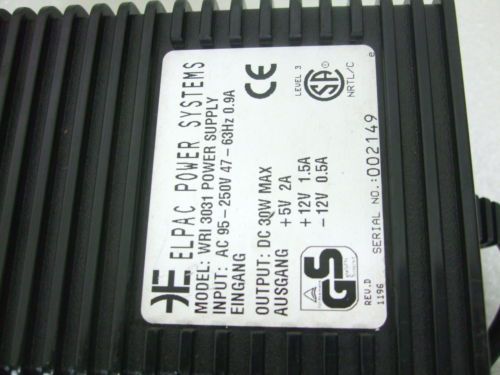 ELPAC POWER SYSTEMS
MODEL: WRI 3031 POWER SUPPLY
INPUT: AC 95-250V 47-63Hz 0.9A
EINGANG
OUTPUT: DC 30W MAX
AUSGANG +5V 2A
+12V 1.5A
-12V 0.5A
CE
LEVEL 3
SA
NRTL/C
GS
REV.D
1196
SERIAL NO.: 002149
e